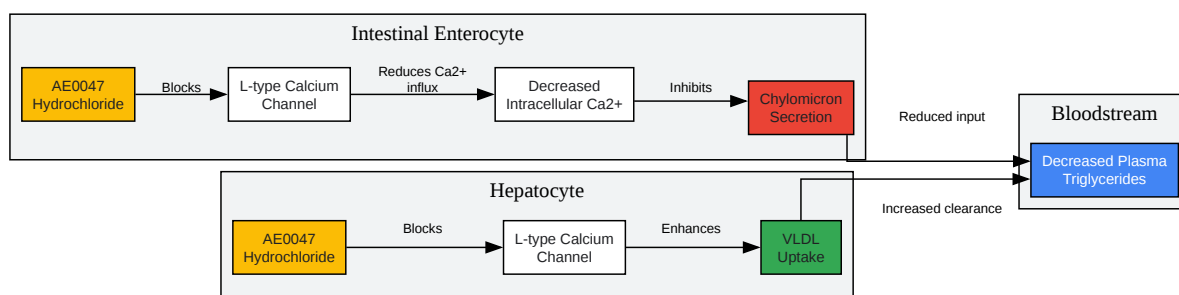 Intestinal Enterocyte
AE0047
Hydrochloride
Blocks
L-type Calcium
Channel
Reduces Ca2+
influx
Decreased
Intracellular Ca2+
Inhibits
Chylomicron
Secretion
Reduced input
Bloodstream
Decreased Plasma
Triglycerides
Hepatocyte
AE0047
Hydrochloride
Blocks
L-type Calcium
Channel
Enhances
VLDL
Uptake
Increased clearance